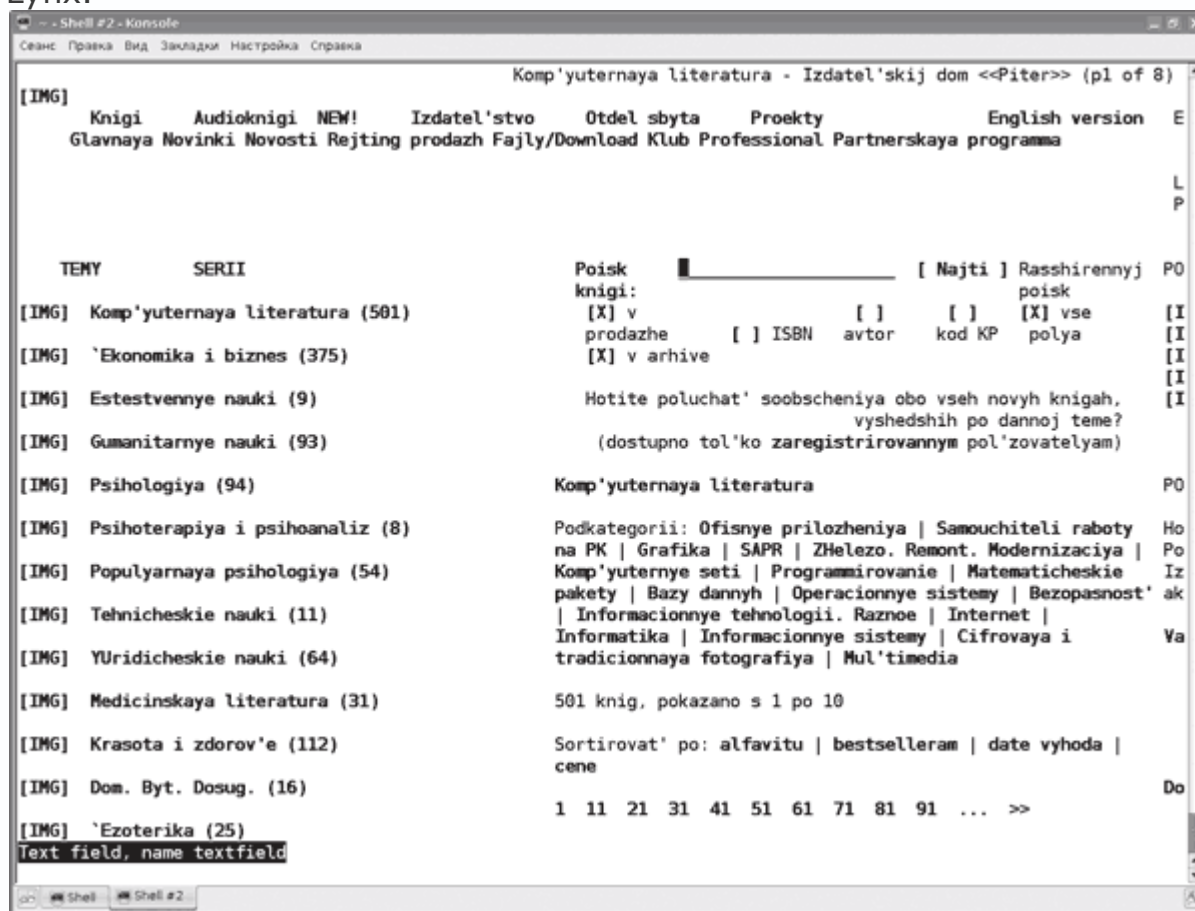 ~ - Shell #2 - Konsole
Сеанс Правка Вид Закладки Настройка Справка
Komp'yuternaya literatura - Izdatel'skij dom <<Piter>> (p1 of 8)
[IMG]
Knigi Audioknigi NEW! Izdatel'stvo Otdel sbyta Proekty English version E
Glavnaya Novinki Novosti Rejting prodazh Fajly/Download Klub Professional Partnerskaya programma
L
P
TEMY SERII Poisk [ Najti ] Rasshirennyj PO
knigi: poisk
[IMG] Komp'yuternaya literatura (501) [X] v [ ] [ ] [X] vse [I
prodazhe [ ] ISBN avtor kod KP polya [I
[IMG] `Ekonomika i biznes (375) [X] v arhive [I
[I
[IMG] Estestvennye nauki (9) Hotite poluchat' soobscheniya obo vseh novyh knigah, [I
vyshedshih po dannoj teme?
[IMG] Gumanitarnye nauki (93) (dostupno tol'ko zaregistrirovannym pol'zovatelyam)
[IMG] Psihologiya (94) Komp'yuternaya literatura PO
[IMG] Psihoterapiya i psihoanaliz (8) Podkategorii: Ofisnye prilozheniya | Samouchiteli raboty Ho
na PK | Grafika | SAPR | ZHelezo. Remont. Modernizaciya | Po
[IMG] Populyarnaya psihologiya (54) Komp'yuternye seti | Programmirovanie | Matematicheskie Iz
pakety | Bazy dannyh | Operacionnye sistemy | Bezopasnost' ak
[IMG] Tehnicheskie nauki (11) | Informacionnye tehnologii. Raznoe | Internet |
Informatika | Informacionnye sistemy | Cifrovaya i Va
[IMG] YUridicheskie nauki (64) tradicionnaya fotografiya | Mul'timedia
[IMG] Medicinskaya literatura (31) 501 knig, pokazano s 1 po 10
[IMG] Krasota i zdorov'e (112) Sortirovat' po: alfavitu | bestselleram | date vyhoda |
cene
[IMG] Dom. Byt. Dosug. (16) Do
1 11 21 31 41 51 61 71 81 91 ... >>
[IMG] `Ezoterika (25)
Text field, name textfield
Shell Shell #2